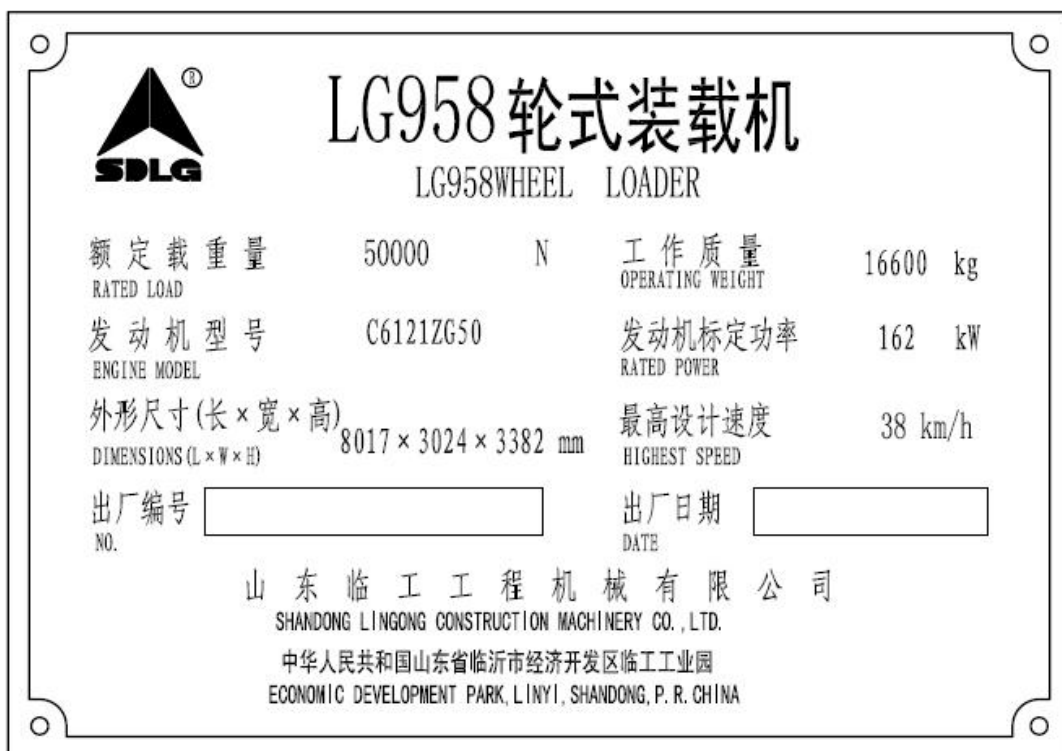 ®
SDLG
LG958轮式装载机
LG958WHEEL LOADER
额定载重量 50000 N 工作质量 16600 kg
RATED LOAD OPERATING WEIGHT
发动机型号 C6121ZG50 发动机标定功率 162 kW
ENGINE MODEL RATED POWER
外形尺寸(长×宽×高) 8017×3024×3382 mm 最高设计速度 38 km/h
DIMENSIONS(L×W×H) HIGHEST SPEED
出厂编号 出厂日期
NO. DATE
山东临工工程机械有限公司
SHANDONG LINGONG CONSTRUCTION MACHINERY CO.,LTD.
中华人民共和国山东省临沂市经济开发区临工工业园
ECONOMIC DEVELOPMENT PARK,LINYI,SHANDONG,P.R.CHINA